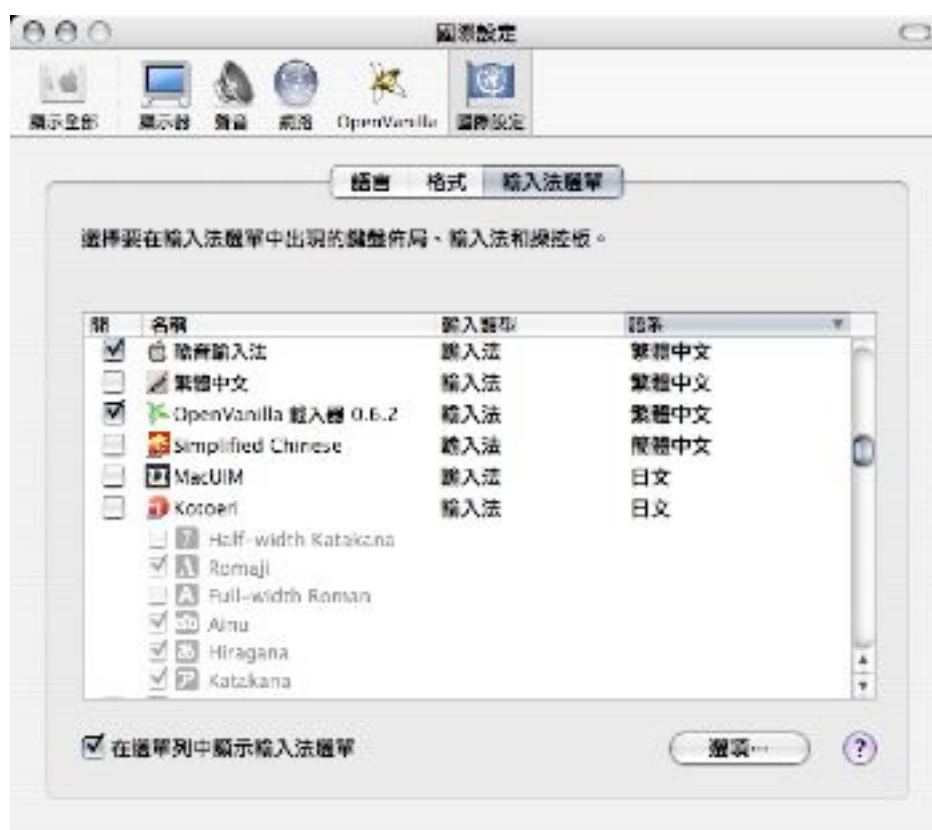 國際設定
顯示全部 顯示器 聲音 網路 OpenVanilla 國際設定
語言 格式 輸入法選單
選擇要在輸入法選單中出現的鍵盤佈局、輸入法和操控板。
開 名稱 輸入類型 語系
酷音輸入法 輸入法 繁體中文
繁體中文 輸入法 繁體中文
OpenVanilla 載入器 0.6.2 輸入法 繁體中文
Simplified Chinese 輸入法 簡體中文
MacUIM 輸入法 日文
Kotoeri 輸入法 日文
Half-width Katakana
Romaji
Full-width Roman
Ainu
Hiragana
Katakana
在選單列中顯示輸入法選單
選項… ?